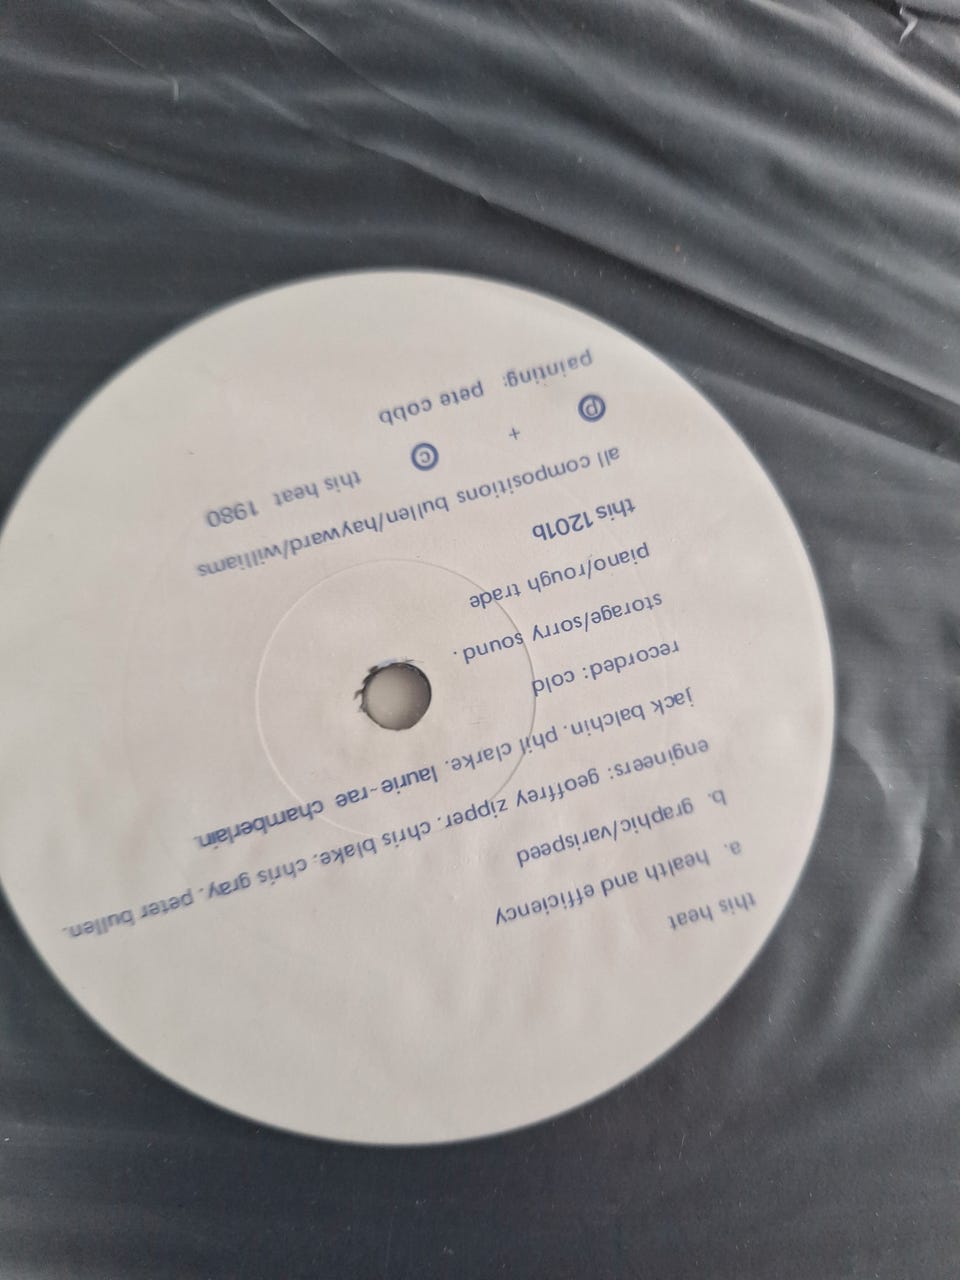 this heat
a. health and efficiency
b. graphic/varispeed
engineers: geoffrey zipper. chris blake. chris gray. peter bullen.
jack balchin. phil clarke. laurie-rae chamberlain.
recorded: cold
storage/sorry sound.
piano/rough trade
this 1201b
all compositions bullen/hayward/williams
℗ + © this heat 1980
painting: pete cobb